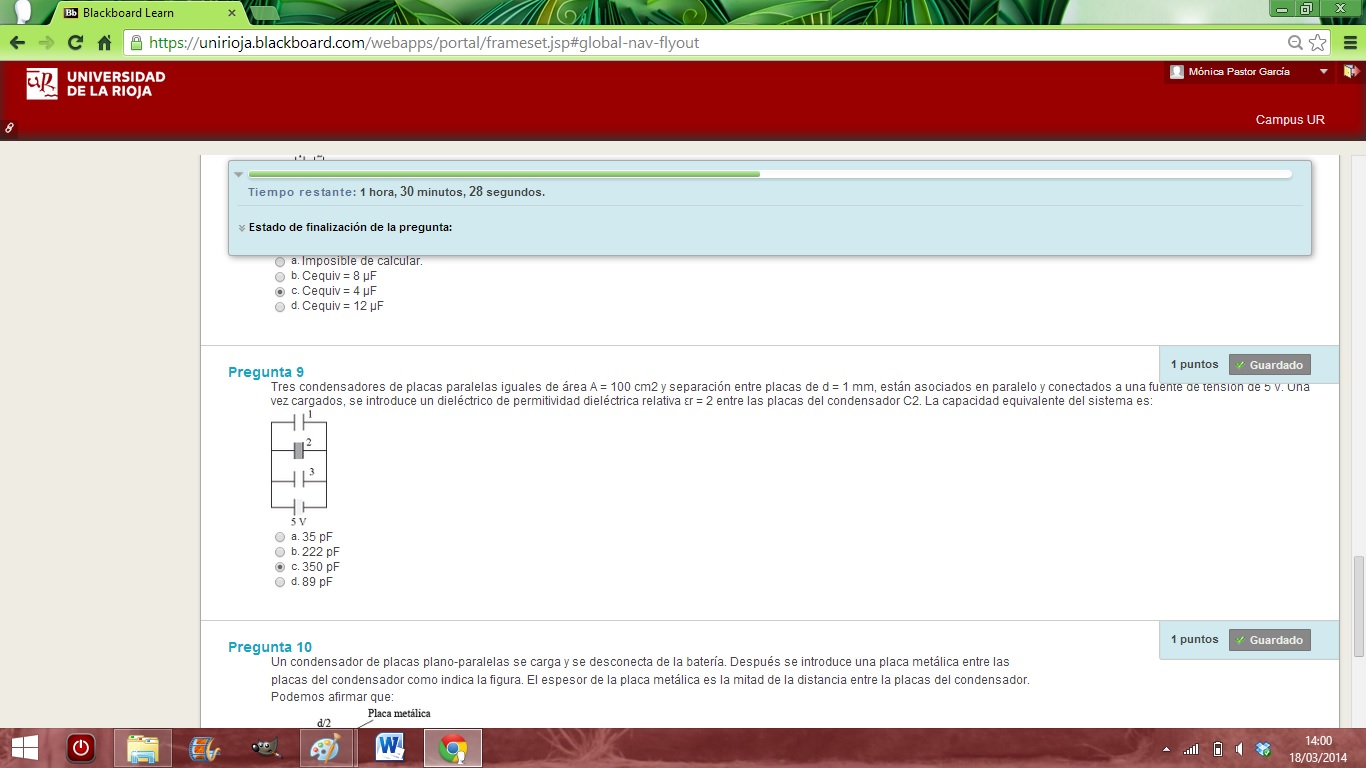 Blackboard Learn
https://unirioja.blackboard.com/webapps/portal/frameset.jsp#global-nav-flyout
UNIVERSIDAD
DE LA RIOJA
Mónica Pastor García
Campus UR
Tiempo restante: 1 hora, 30 minutos, 28 segundos.
Estado de finalización de la pregunta:
a. Imposible de calcular.
b. Cequiv = 8 µF
c. Cequiv = 4 µF
d. Cequiv = 12 µF
Pregunta 9
1 puntos
Guardado
Tres condensadores de placas paralelas iguales de área A = 100 cm2 y separación entre placas de d = 1 mm, están asociados en paralelo y conectados a una fuente de tensión de 5 V. Una
vez cargados, se introduce un dieléctrico de permitividad dieléctrica relativa εr = 2 entre las placas del condensador C2. La capacidad equivalente del sistema es:
1
2
3
5 V
a. 35 pF
b. 222 pF
c. 350 pF
d. 89 pF
Pregunta 10
1 puntos
Guardado
Un condensador de placas plano-paralelas se carga y se desconecta de la batería. Después se introduce una placa metálica entre las
placas del condensador como indica la figura. El espesor de la placa metálica es la mitad de la distancia entre la placas del condensador.
Podemos afirmar que:
Placa metálica
d/2
14:00
18/03/2014